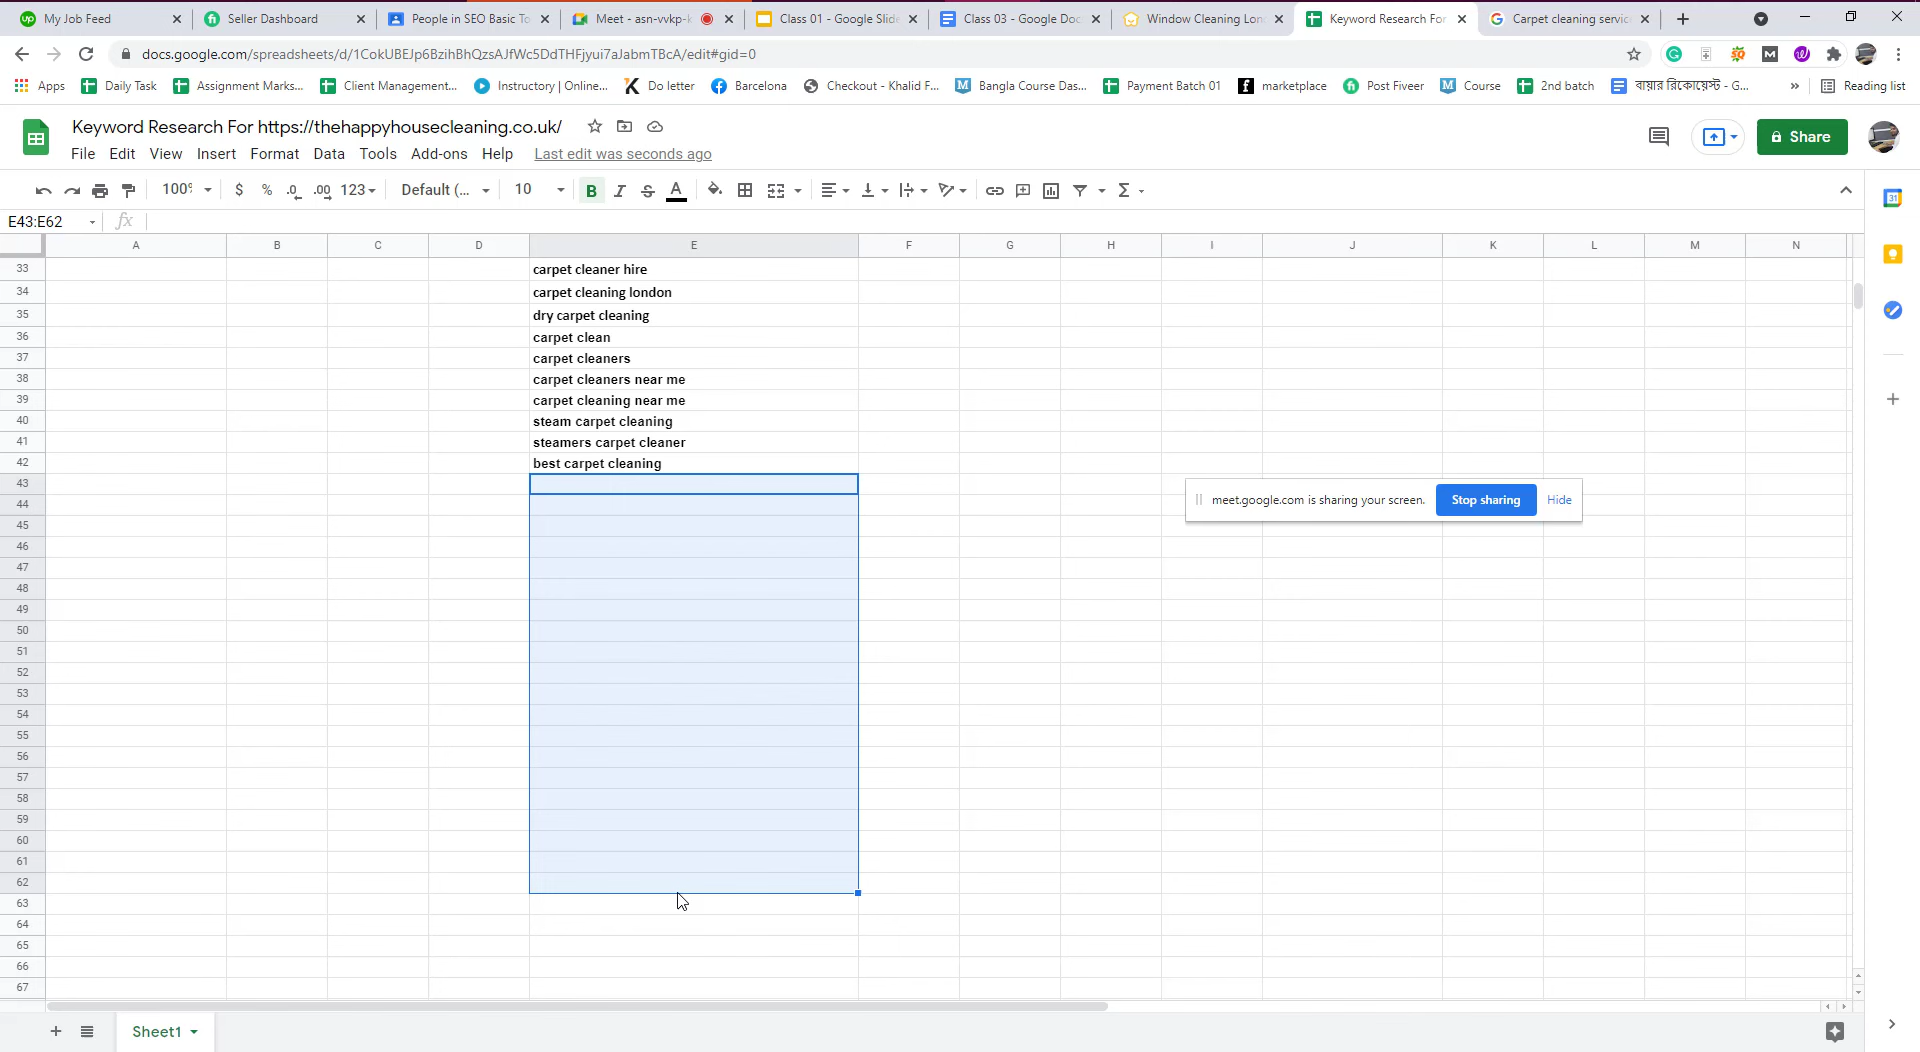 My Job Feed
Seller Dashboard
People in SEO Basic To
Meet - asn-vvkp-k
Class 01 - Google Slide
Class 03 - Google Doc
Window Cleaning Lon
Keyword Research For
Carpet cleaning servic
docs.google.com/spreadsheets/d/1CokUBEJp6BzihBhQzsAJfWc5DdTHFjyui7aJabmTBcA/edit#gid=0
Apps
Daily Task
Assignment Marks...
Client Management...
Instructory | Online...
Do letter
Barcelona
Checkout - Khalid F...
Bangla Course Das...
Payment Batch 01
marketplace
Post Fiveer
Course
2nd batch
বায়ার রিকোয়েস্ট - G...
Reading list
Keyword Research For https://thehappyhousecleaning.co.uk/
Share
File Edit View Insert Format Data Tools Add-ons Help Last edit was seconds ago
100% $ % .0 .00 123 Default (... 10 B I S A
E43:E62 fx
A B C D E F G H I J K L M N
33 carpet cleaner hire
34 carpet cleaning london
35 dry carpet cleaning
36 carpet clean
37 carpet cleaners
38 carpet cleaners near me
39 carpet cleaning near me
40 steam carpet cleaning
41 steamers carpet cleaner
42 best carpet cleaning
43
meet.google.com is sharing your screen. Stop sharing Hide
44
45
46
47
48
49
50
51
52
53
54
55
56
57
58
59
60
61
62
63
64
65
66
67
Sheet1